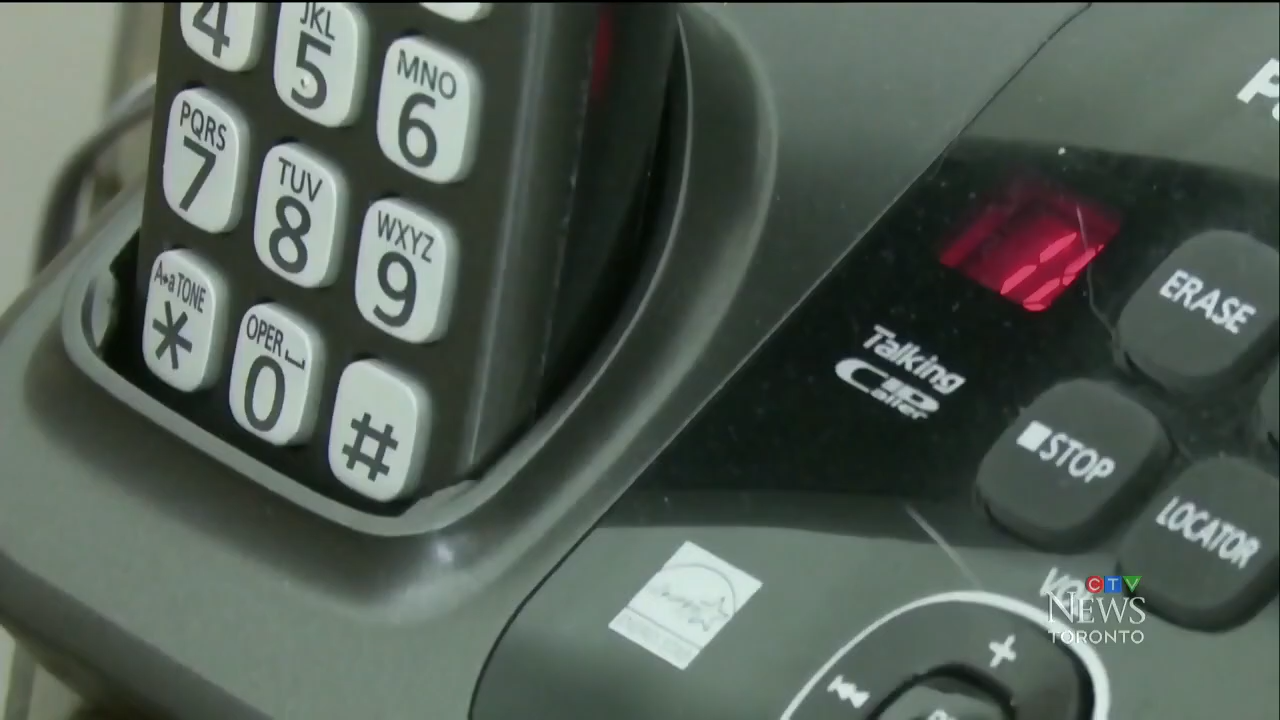 4
JKL
5
MNO
6
PQRS
7
TUV
8
WXYZ
9
A↔a TONE
*
OPER⎵
0
#
Talking
Caller ID
ERASE
■STOP
LOCATOR
+
CTV
NEWS
TORONTO